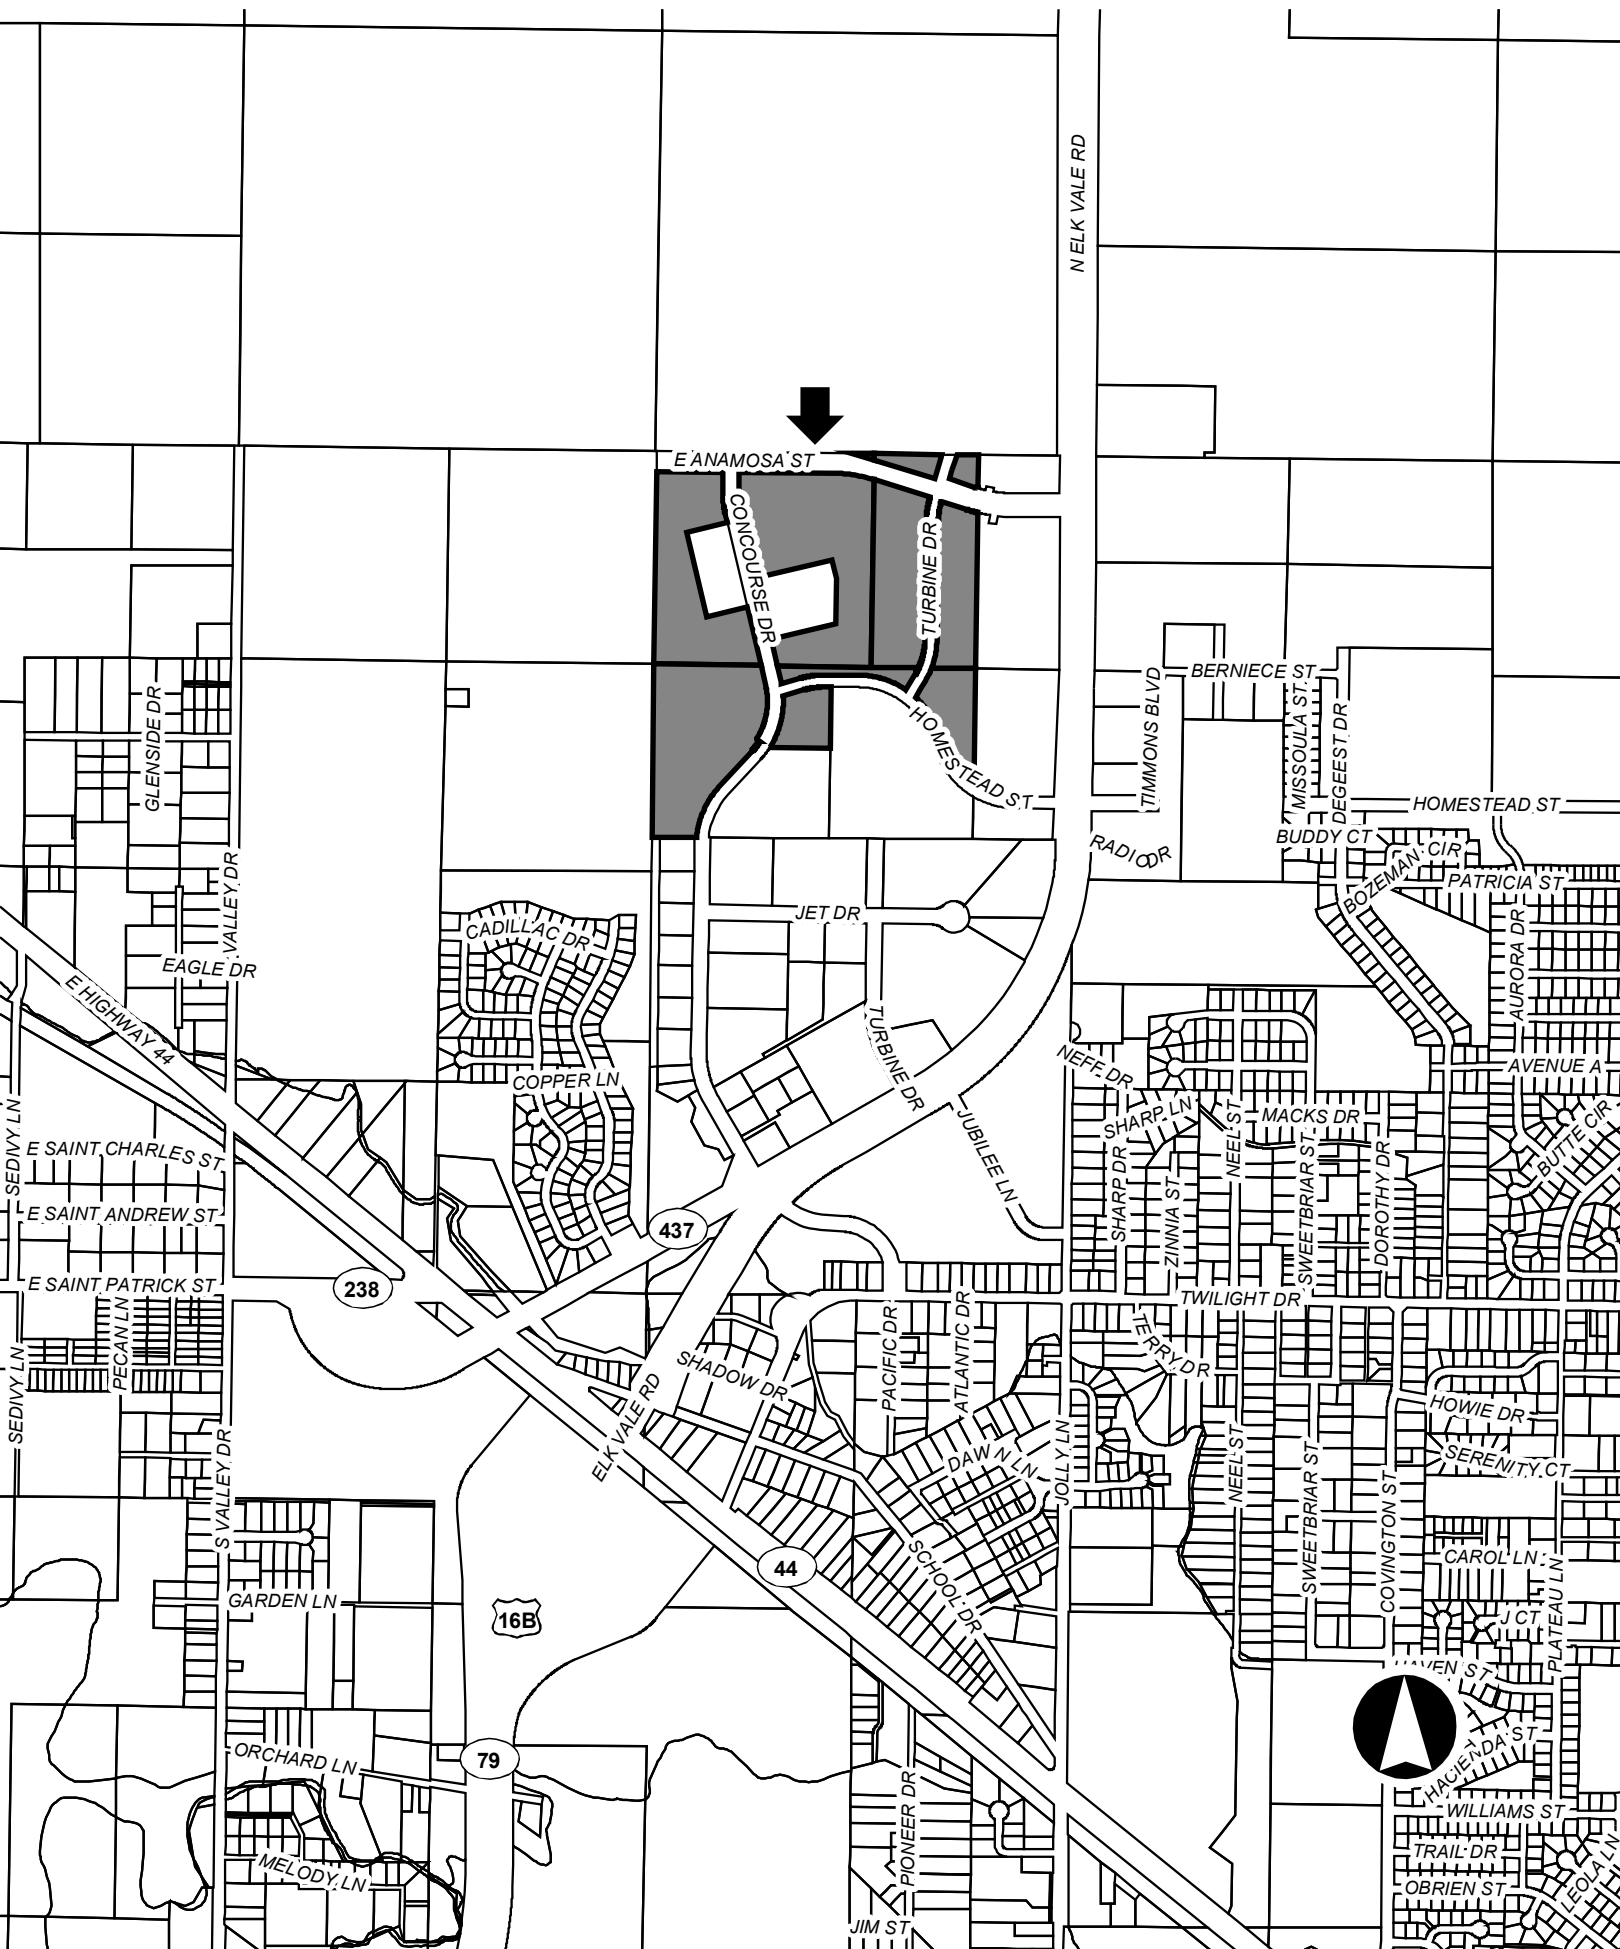 N ELK VALE RD
E ANAMOSA ST
CONCOURSE DR
TURBINE DR
BERNIECE ST
TIMMONS BLVD
MISSOULA ST
DEGEEST DR
GLENSIDE DR
HOMESTEAD ST
HOMESTEAD ST
BUDDY CT
RADIO DR
BOZEMAN CIR
PATRICIA ST
VALLEY DR
JET DR
CADILLAC DR
AURORA DR
EAGLE DR
E HIGHWAY 44
TURBINE DR
NEFF DR
AVENUE A
COPPER LN
SEDIVY LN
SHARP LN
MACKS DR
BUTTE CIR
JUBILEE LN
NEEL ST
E SAINT CHARLES ST
SHARP DR
ZINNIA ST
SWEETBRIAR ST
DOROTHY DR
E SAINT ANDREW ST
437
E SAINT PATRICK ST
238
TWILIGHT DR
PECAN LN
PACIFIC DR
ATLANTIC DR
TERRY DR
SHADOW DR
SEDIVY LN
ELK VALE RD
HOWIE DR
DAWN LN
JOLLY LN
NEEL ST
SERENITY CT
S VALLEY DR
SWEETBRIAR ST
COVINGTON ST
44
SCHOOL DR
CAROL LN
GARDEN LN
16B
J CT
PLATEAU LN
HACIENDA ST
ORCHARD LN
79
WILLIAMS ST
PIONEER DR
TRAIL DR
MELODY LN
OBRIEN ST
LEOLA LN
JIM ST